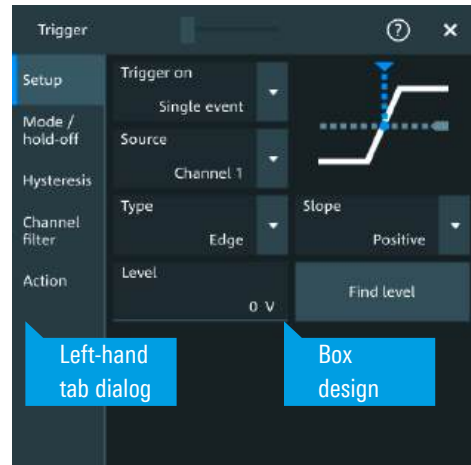 Trigger
Setup
Mode /
hold-off
Hysteresis
Channel
filter
Action
Trigger on
Single event
Source
Channel 1
Type
Edge
Slope
Positive
Level
0 V
Find level
Left-hand
tab dialog
Box
design